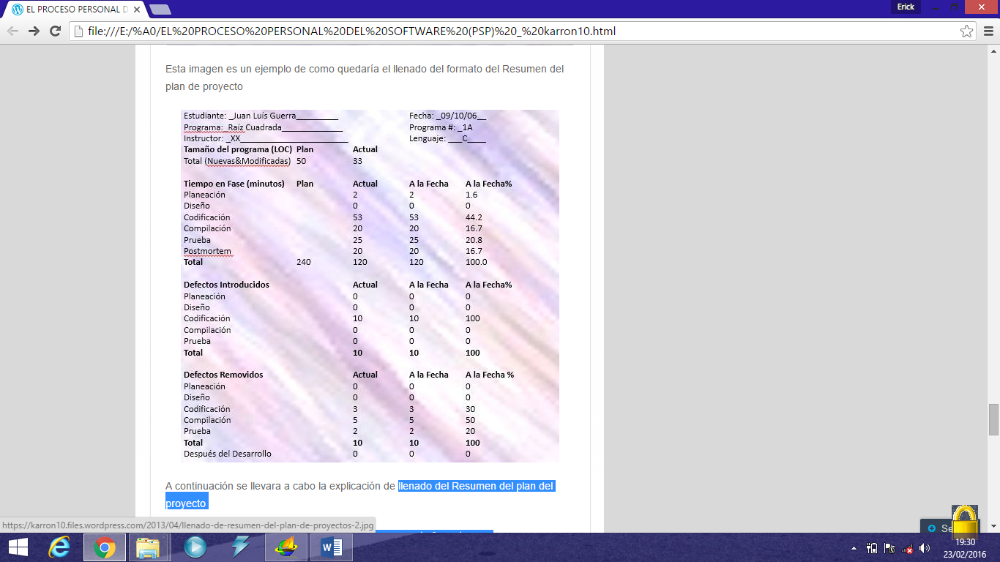 EL PROCESO PERSONAL D
Erick
file:///E:/%A0/EL%20PROCESO%20PERSONAL%20DEL%20SOFTWARE%20(PSP)%20_%20karron10.html
Esta imagen es un ejemplo de como quedaría el llenado del formato del Resumen del
plan de proyecto
Estudiante: _Juan Luís Guerra_________ Fecha: _09/10/06__
Programa:_Raíz Cuadrada_____________ Programa #: _1A
Instructor: _XX_______________________ Lenguaje: ___C____
Tamaño del programa (LOC) Plan Actual
Total (Nuevas&Modificadas) 50 33
Tiempo en Fase (minutos) Plan Actual A la Fecha A la Fecha%
Planeación 2 2 1.6
Diseño 0 0 0
Codificación 53 53 44.2
Compilación 20 20 16.7
Prueba 25 25 20.8
Postmortem 20 20 16.7
Total 240 120 120 100.0
Defectos Introducidos Actual A la Fecha A la Fecha%
Planeación 0 0 0
Diseño 0 0 0
Codificación 10 10 100
Compilación 0 0 0
Prueba 0 0 0
Total 10 10 100
Defectos Removidos Actual A la Fecha A la Fecha %
Planeación 0 0 0
Diseño 0 0 0
Codificación 3 3 30
Compilación 5 5 50
Prueba 2 2 20
Total 10 10 100
Después del Desarrollo 0 0 0
A continuación se llevara a cabo la explicación de llenado del Resumen del plan del
proyecto
https://karron10.files.wordpress.com/2013/04/llenado-de-resumen-del-plan-de-proyectos-2.jpg
19:30
23/02/2016